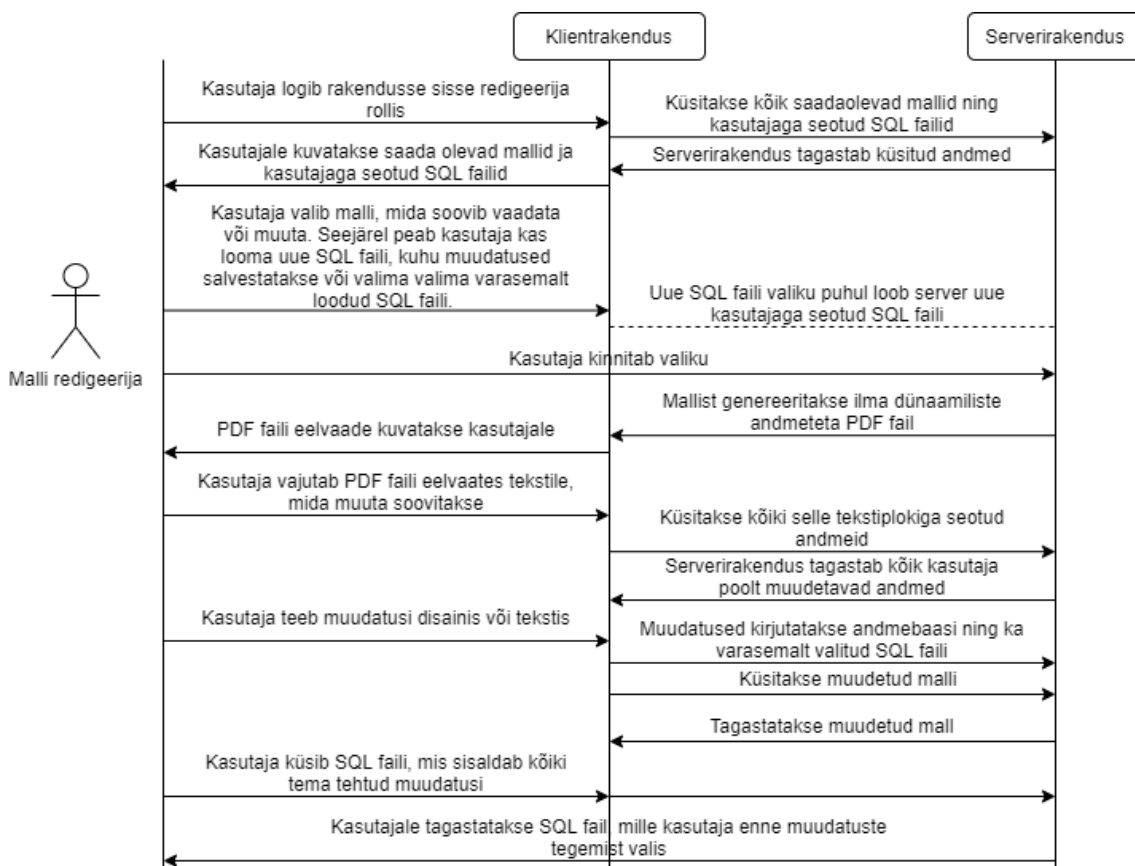 Klientrakendus
Serverirakendus
Kasutaja logib rakendusse sisse redigeerija
rollis
Küsitakse kõik saadaolevad mallid ning
kasutajaga seotud SQL failid
Serverirakendus tagastab küsitud andmed
Kasutajale kuvatakse saada olevad mallid ja
kasutajaga seotud SQL failid
Kasutaja valib malli, mida soovib vaadata
või muuta. Seejärel peab kasutaja kas
looma uue SQL faili, kuhu muudatused
salvestatakse või valima valima varasemalt
loodud SQL faili.
Uue SQL faili valiku puhul loob server uue
kasutajaga seotud SQL faili
Malli redigeerija
Kasutaja kinnitab valiku
Mallist genereeritakse ilma dünaamiliste
andmeteta PDF fail
PDF faili eelvaade kuvatakse kasutajale
Kasutaja vajutab PDF faili eelvaates tekstile,
mida muuta soovitakse
Küsitakse kõiki selle tekstiplokiga seotud
andmeid
Serverirakendus tagastab kõik kasutaja
poolt muudetavad andmed
Kasutaja teeb muudatusi disainis või tekstis
Muudatused kirjutatakse andmebaasi ning ka
varasemalt valitud SQL faili
Küsitakse muudetud malli
Tagastatakse muudetud mall
Kasutaja küsib SQL faili, mis sisaldab kõiki
tema tehtud muudatusi
Kasutajale tagastatakse SQL fail, mille kasutaja enne muudatuste
tegemist valis